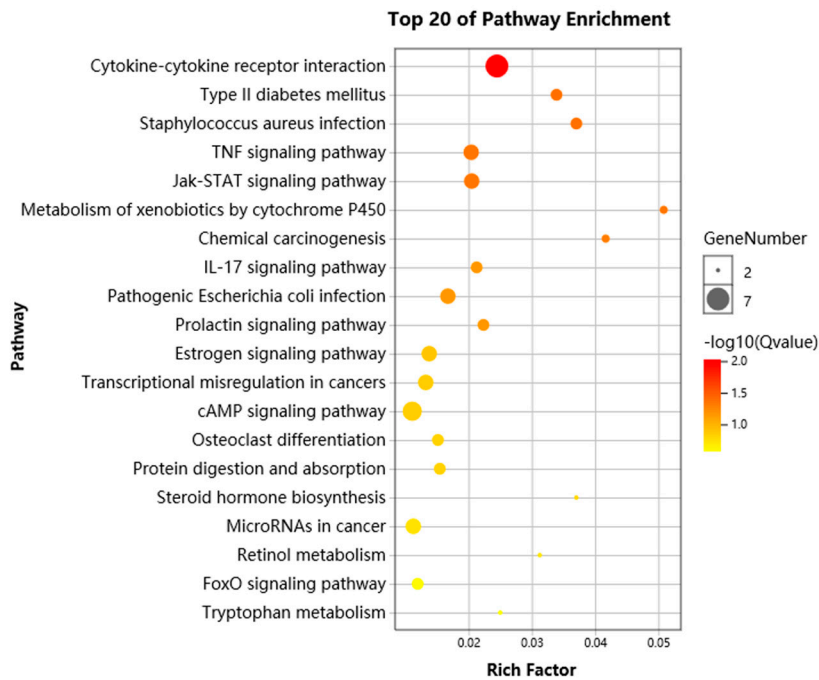 Top 20 of Pathway Enrichment
Cytokine-cytokine receptor interaction
Type II diabetes mellitus
Staphylococcus aureus infection
TNF signaling pathway
Jak-STAT signaling pathway
Metabolism of xenobiotics by cytochrome P450
Chemical carcinogenesis
IL-17 signaling pathway
Pathogenic Escherichia coli infection
Prolactin signaling pathway
Estrogen signaling pathway
Transcriptional misregulation in cancers
cAMP signaling pathway
Osteoclast differentiation
Protein digestion and absorption
Steroid hormone biosynthesis
MicroRNAs in cancer
Retinol metabolism
FoxO signaling pathway
Tryptophan metabolism
Pathway
0.02 0.03 0.04 0.05
Rich Factor
GeneNumber
2
7
-log10(Qvalue)
2.0
1.5
1.0